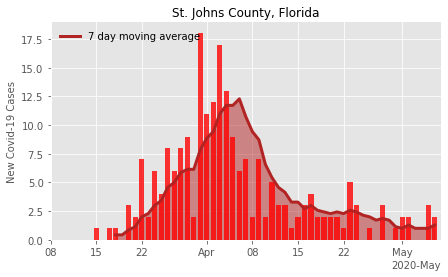 St. Johns County, Florida
7 day moving average
New Covid-19 Cases
17.5
15.0
12.5
10.0
7.5
5.0
2.5
0.0
08 15 22 Apr 08 15 22 May
2020-May